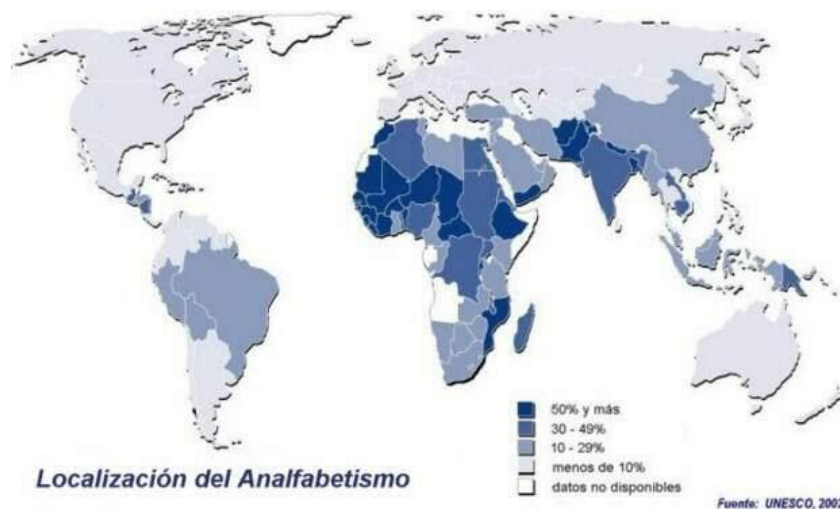 50% y más
30 - 49%
10 - 29%
menos de 10%
datos no disponibles
Localización del Analfabetismo
Fuente: UNESCO,